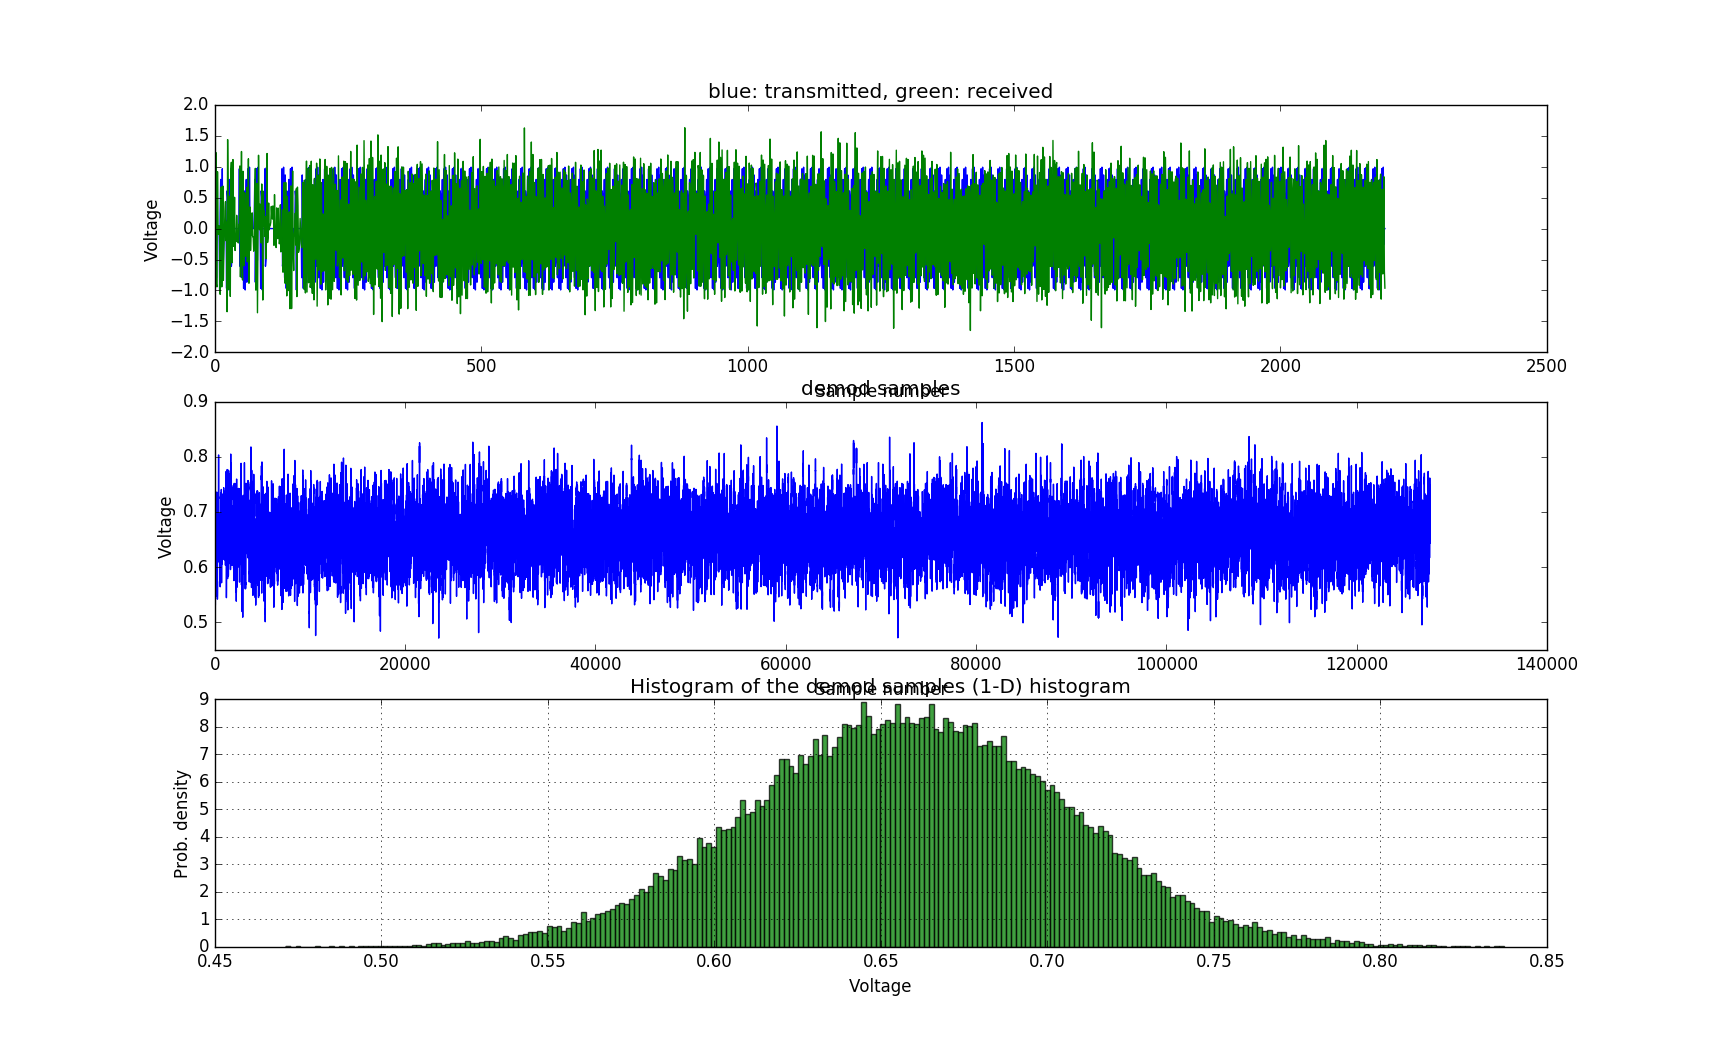 blue: transmitted, green: received
2.0
1.5
1.0
0.5
0.0
−0.5
−1.0
−1.5
−2.0
Voltage
0 500 1000 1500 2000 2500
Sample number
demod samples
0.9
0.8
0.7
0.6
0.5
Voltage
0 20000 40000 60000 80000 100000 120000 140000
Sample number
Histogram of the demod samples (1-D) histogram
9
8
7
6
5
4
3
2
1
0
Prob. density
0.45 0.50 0.55 0.60 0.65 0.70 0.75 0.80 0.85
Voltage